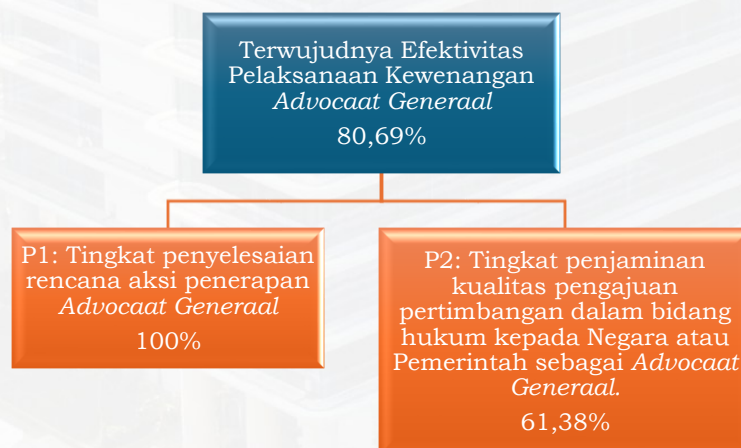 Terwujudnya Efektivitas
Pelaksanaan Kewenangan
Advocaat Generaal
80,69%
P1: Tingkat penyelesaian
rencana aksi penerapan
Advocaat Generaal
100%
P2: Tingkat penjaminan
kualitas pengajuan
pertimbangan dalam bidang
hukum kepada Negara atau
Pemerintah sebagai Advocaat
Generaal.
61,38%